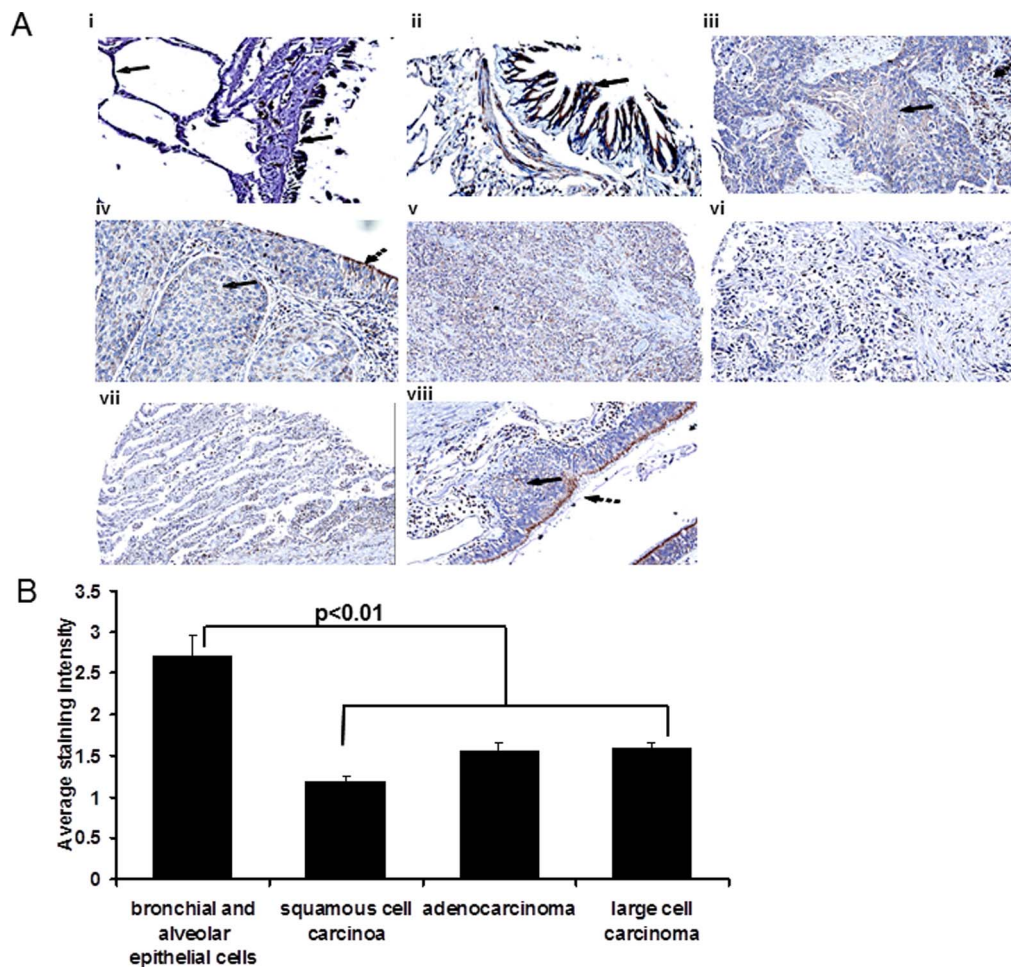 A
i
ii
iii
iv
v
vi
vii
viii
B
Average staining Intensity
3.5
3
2.5
2
1.5
1
0.5
0
p<0.01
bronchial and
alveolar
epithelial cells
squamous cell
carcinoa
adenocarcinoma
large cell
carcinoma